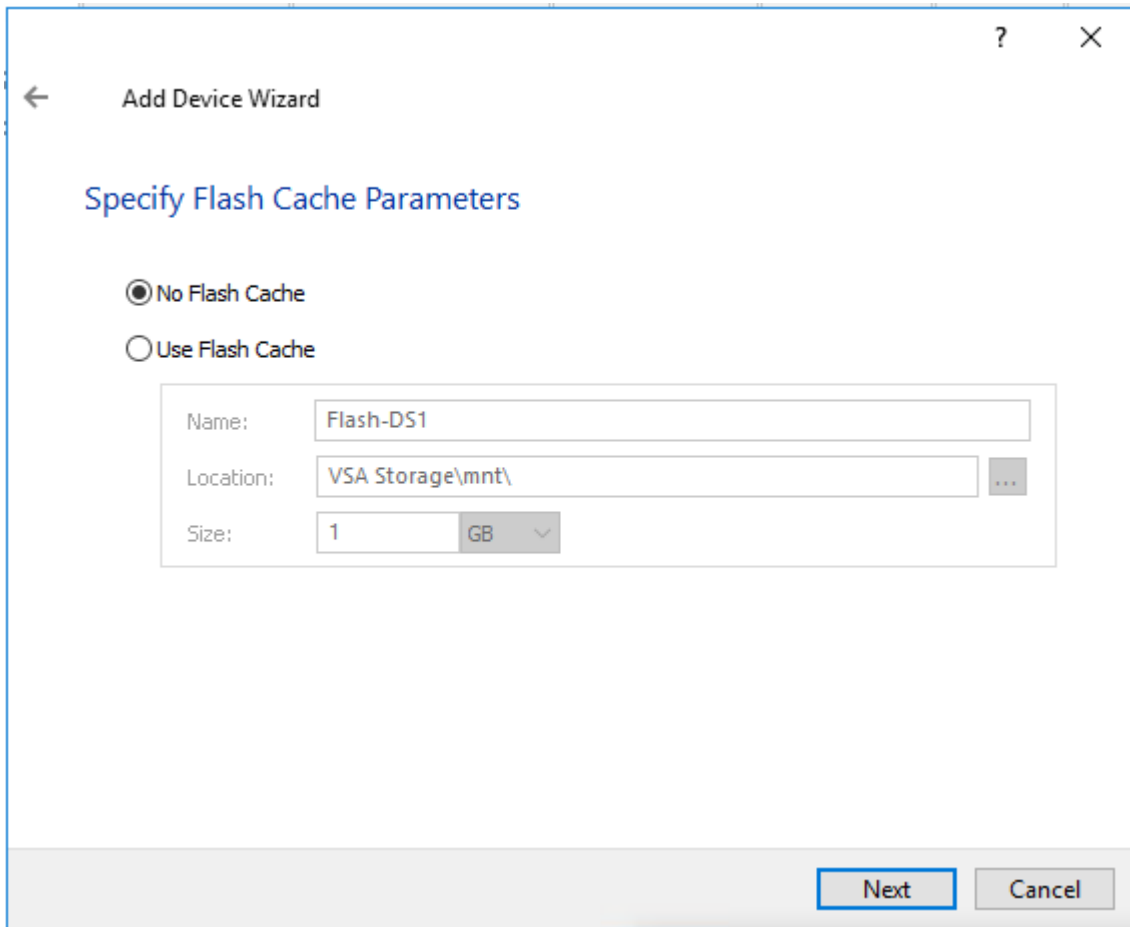 ?
Add Device Wizard
Specify Flash Cache Parameters
No Flash Cache
Use Flash Cache
Name: Flash-DS1
Location: VSA Storage\mnt\ ...
Size: 1 GB
Next Cancel